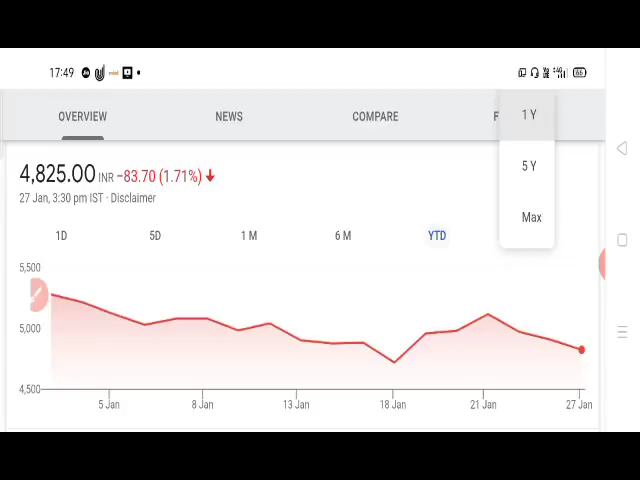 17:49
66
OVERVIEW NEWS COMPARE F
1 Y
5 Y
Max
4,825.00 INR −83.70 (1.71%)
27 Jan, 3:30 pm IST · Disclaimer
1D 5D 1 M 6 M YTD
5,500
5,000
4,500
5 Jan 8 Jan 13 Jan 18 Jan 21 Jan 27 Jan